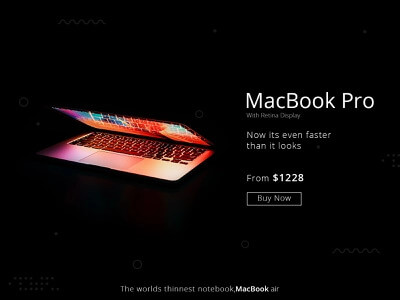 MacBook Pro
With Retina Display
Now its even faster
than it looks
From $1228
Buy Now
The worlds thinnest notebook,MacBook air